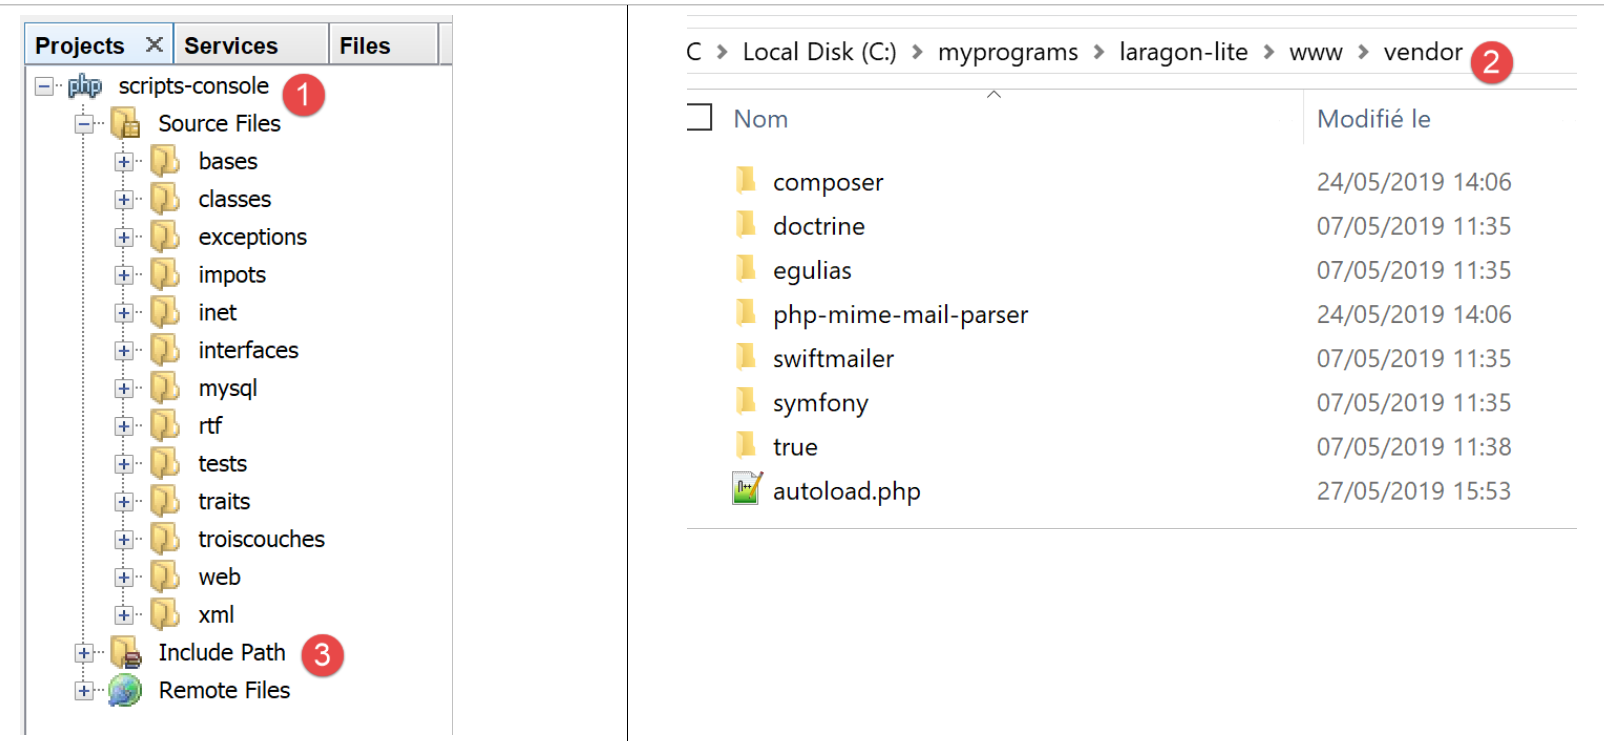 Projects × Services Files
php scripts-console 1
Source Files
bases
classes
exceptions
impots
inet
interfaces
mysql
rtf
tests
traits
troiscouches
web
xml
Include Path 3
Remote Files
C > Local Disk (C:) > myprograms > laragon-lite > www > vendor 2
Nom Modifié le
composer 24/05/2019 14:06
doctrine 07/05/2019 11:35
egulias 07/05/2019 11:35
php-mime-mail-parser 24/05/2019 14:06
swiftmailer 07/05/2019 11:35
symfony 07/05/2019 11:35
true 07/05/2019 11:38
autoload.php 27/05/2019 15:53